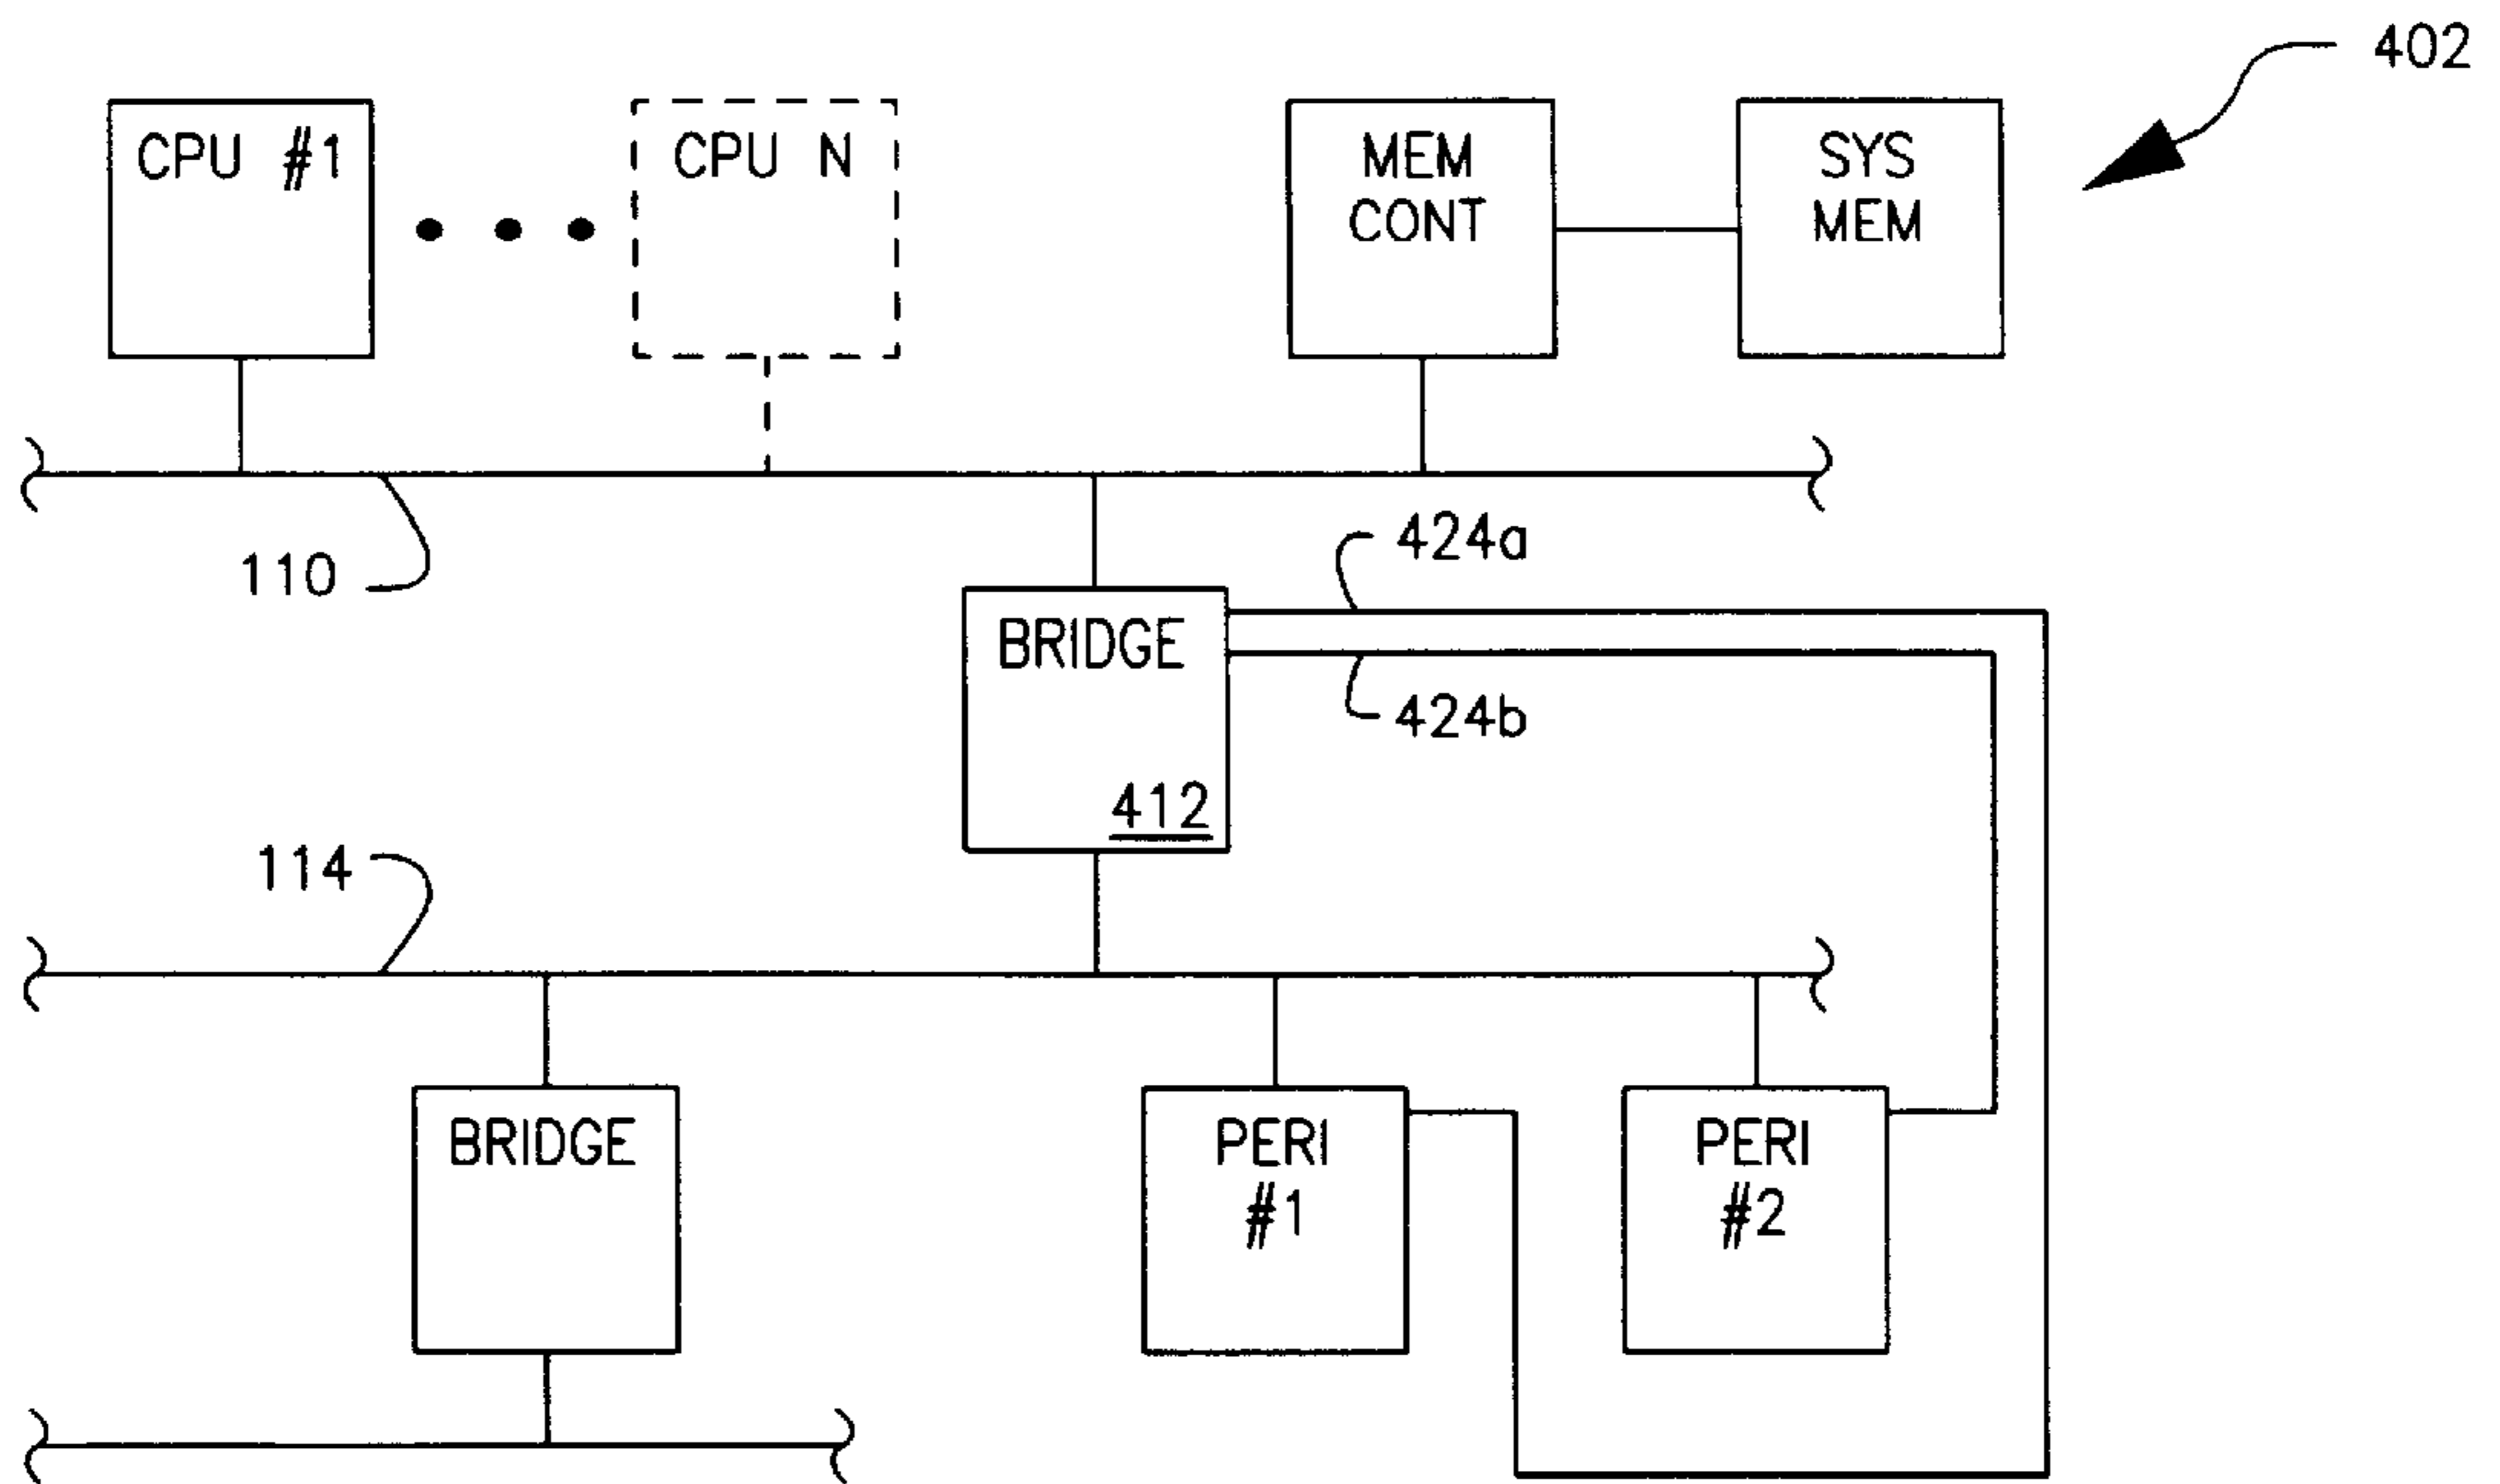 402
CPU #1
CPU N
MEM
CONT
SYS
MEM
110
424a
BRIDGE
424b
412
114
BRIDGE
PERI
#1
PERI
#2